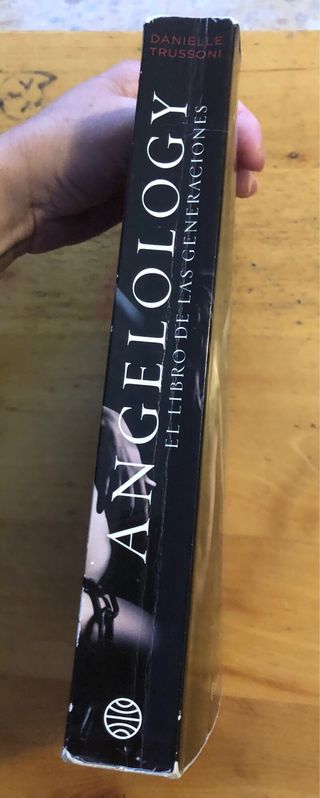 DANIELLE
TRUSSONI
ANGELOLOGY
EL LIBRO DE LAS GENERACIONES